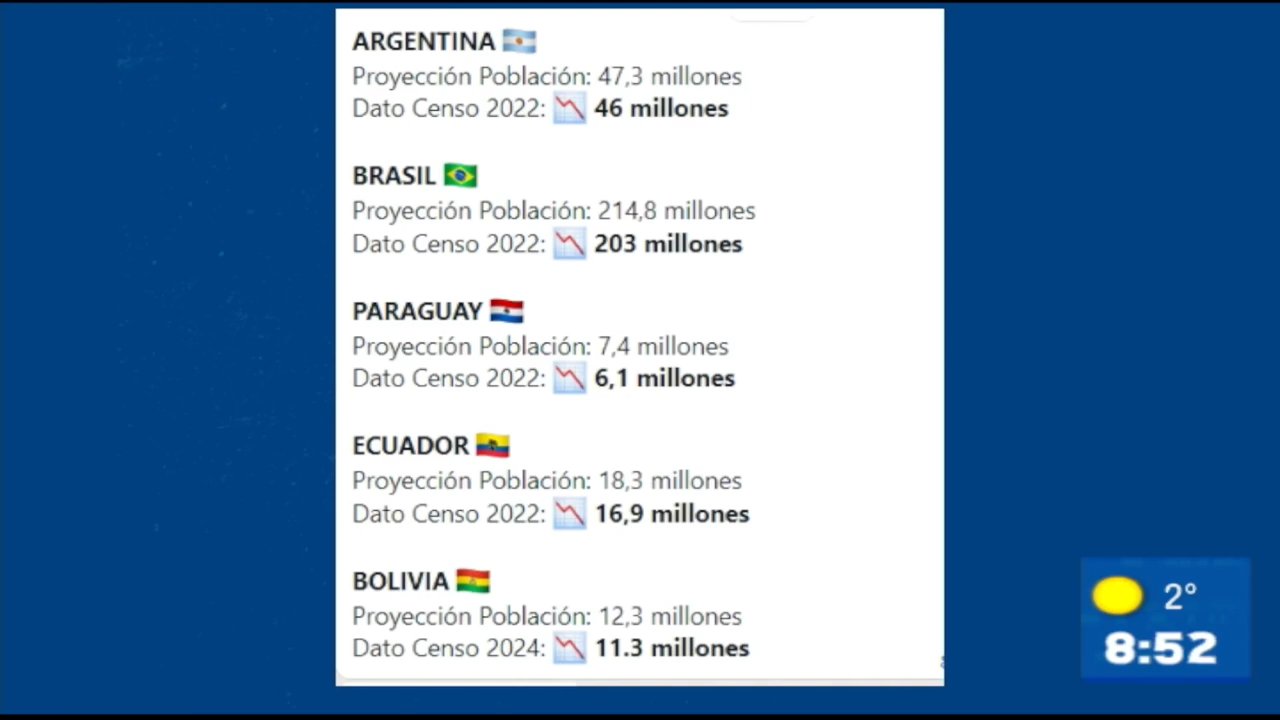 ARGENTINA 🇦🇷
Proyección Población: 47,3 millones
Dato Censo 2022: 📉 46 millones
BRASIL 🇧🇷
Proyección Población: 214,8 millones
Dato Censo 2022: 📉 203 millones
PARAGUAY 🇵🇾
Proyección Población: 7,4 millones
Dato Censo 2022: 📉 6,1 millones
ECUADOR 🇪🇨
Proyección Población: 18,3 millones
Dato Censo 2022: 📉 16,9 millones
BOLIVIA 🇧🇴
Proyección Población: 12,3 millones
Dato Censo 2024: 📉 11.3 millones
2°
8:52